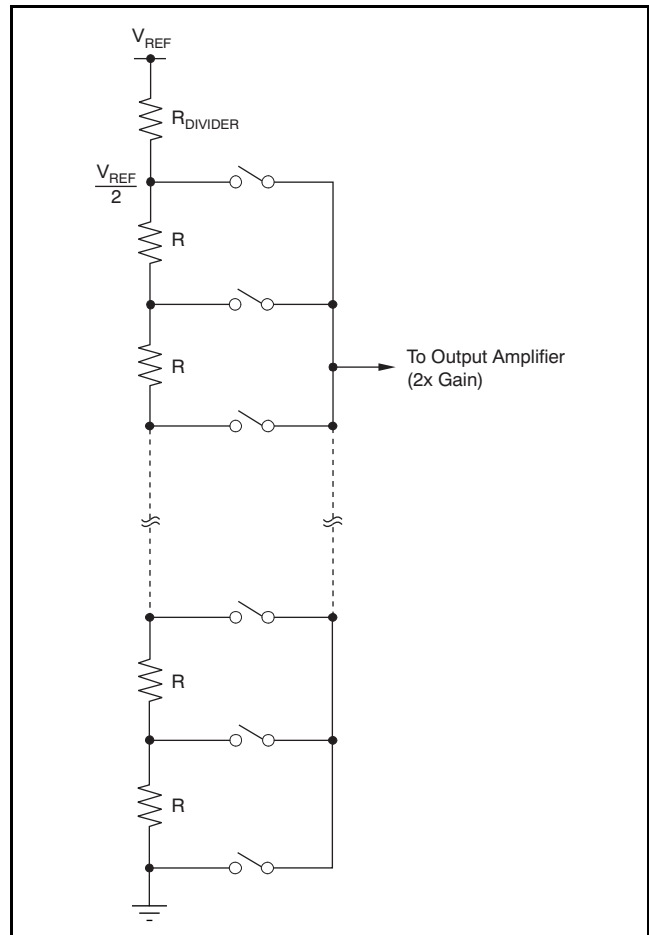 VREF
RDIVIDER
VREF
2
R
R
To Output Amplifier
(2x Gain)
R
R